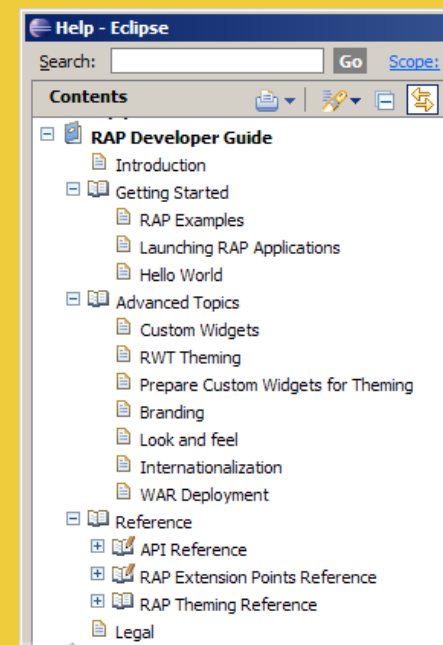 Help - Eclipse
Search: Go Scope:
Contents
RAP Developer Guide
Introduction
Getting Started
RAP Examples
Launching RAP Applications
Hello World
Advanced Topics
Custom Widgets
RWT Theming
Prepare Custom Widgets for Theming
Branding
Look and feel
Internationalization
WAR Deployment
Reference
API Reference
RAP Extension Points Reference
RAP Theming Reference
Legal